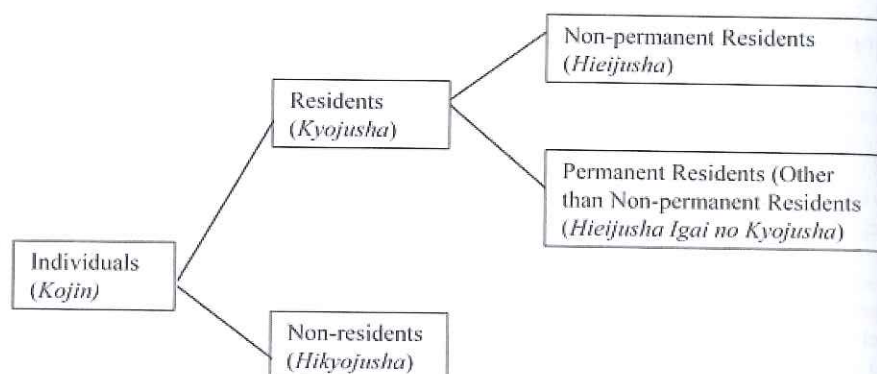 Non-permanent Residents
(Hieijusha)
Residents
(Kyojusha)
Permanent Residents (Other
than Non-permanent Residents
(Hieijusha Igai no Kyojusha)
Individuals
(Kojin)
Non-residents
(Hikyojusha)